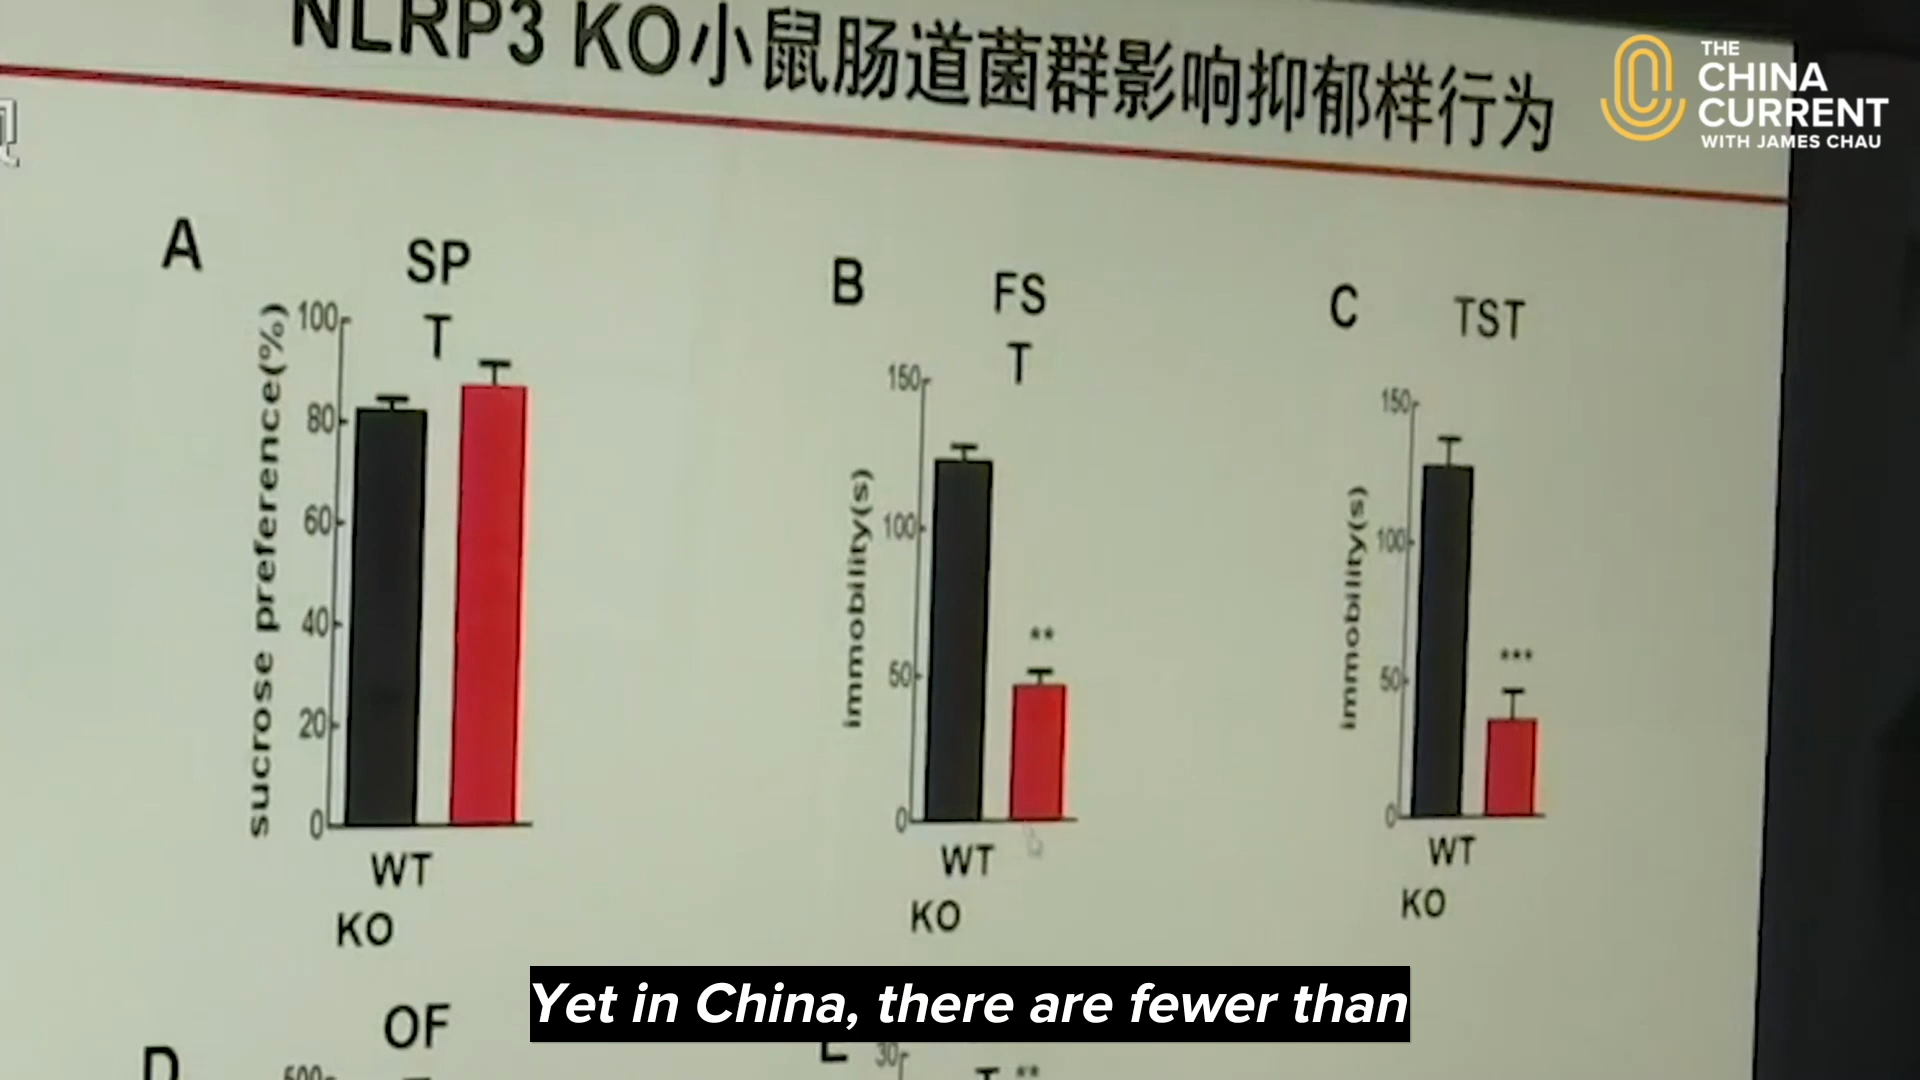 NLRP3 KO小鼠肠道菌群影响抑郁样行为
THE
CHINA
CURRENT
WITH JAMES CHAU
A
SP
T
sucrose preference(%)
100
80
60
40
20
0
WT
KO
B
FS
T
immobility(s)
150
100
50
0
**
WT
KO
C
TST
immobility(s)
150
100
50
0
***
WT
KO
D
OF
500
E
30
**
Yet in China, there are fewer than